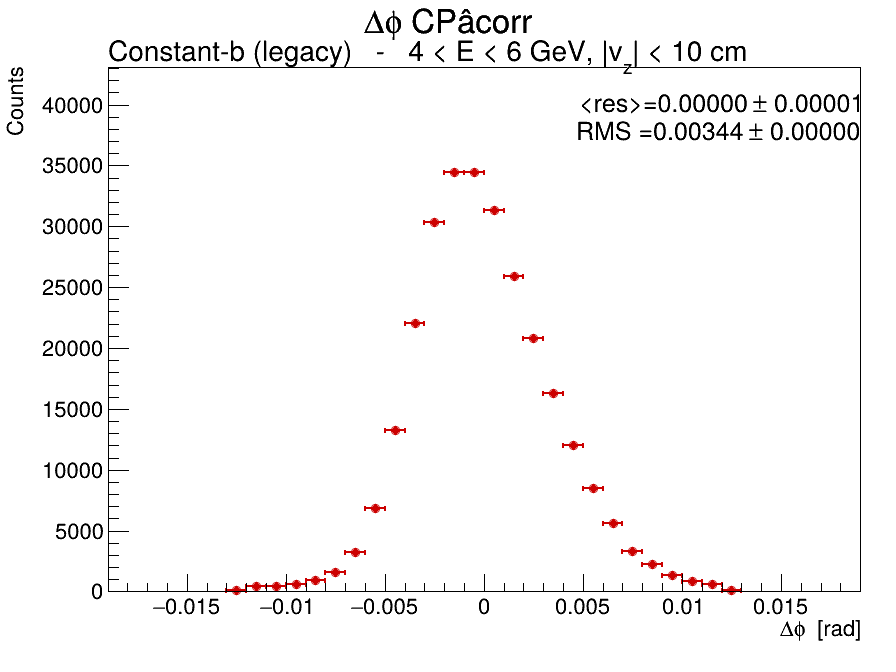 Δϕ CPâcorr
Constant-b (legacy) - 4 < E < 6 GeV, |v_z| < 10 cm
<res>=0.00000 ± 0.00001
RMS =0.00344 ± 0.00000
Counts
40000
35000
30000
25000
20000
15000
10000
5000
0
−0.015 −0.01 −0.005 0 0.005 0.01 0.015
Δϕ [rad]